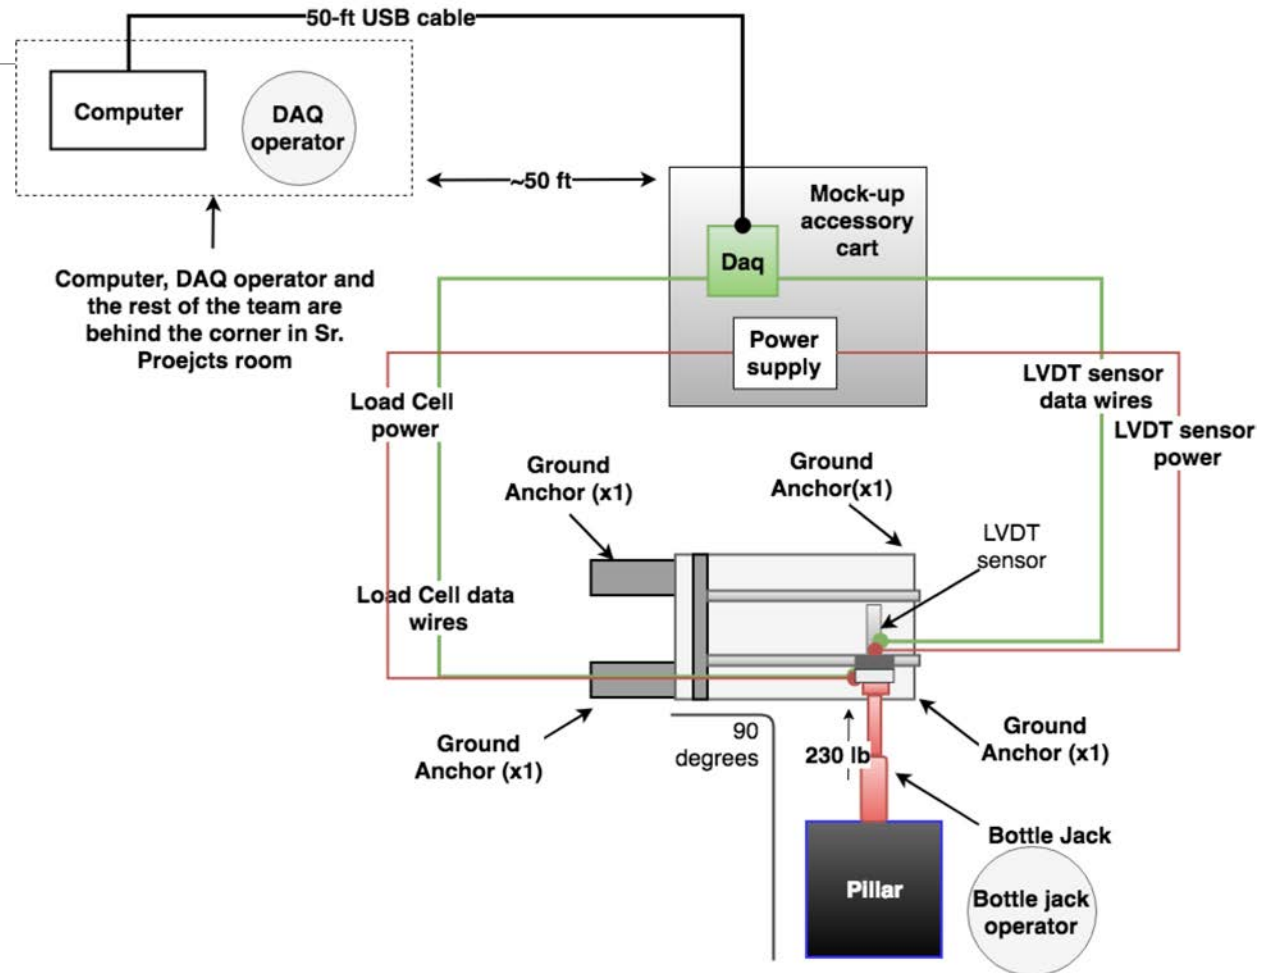 50-ft USB cable
Computer
DAQ
operator
~50 ft
Mock-up
accessory
cart
Daq
Computer, DAQ operator and
the rest of the team are
behind the corner in Sr.
Proejcts room
Power
supply
Load Cell
power
LVDT sensor
data wires
LVDT sensor
power
Ground
Anchor (x1)
Ground
Anchor(x1)
LVDT
sensor
Load Cell data
wires
Ground
Anchor (x1)
90
degrees
230 lb
Ground
Anchor (x1)
Bottle Jack
Pillar
Bottle jack
operator